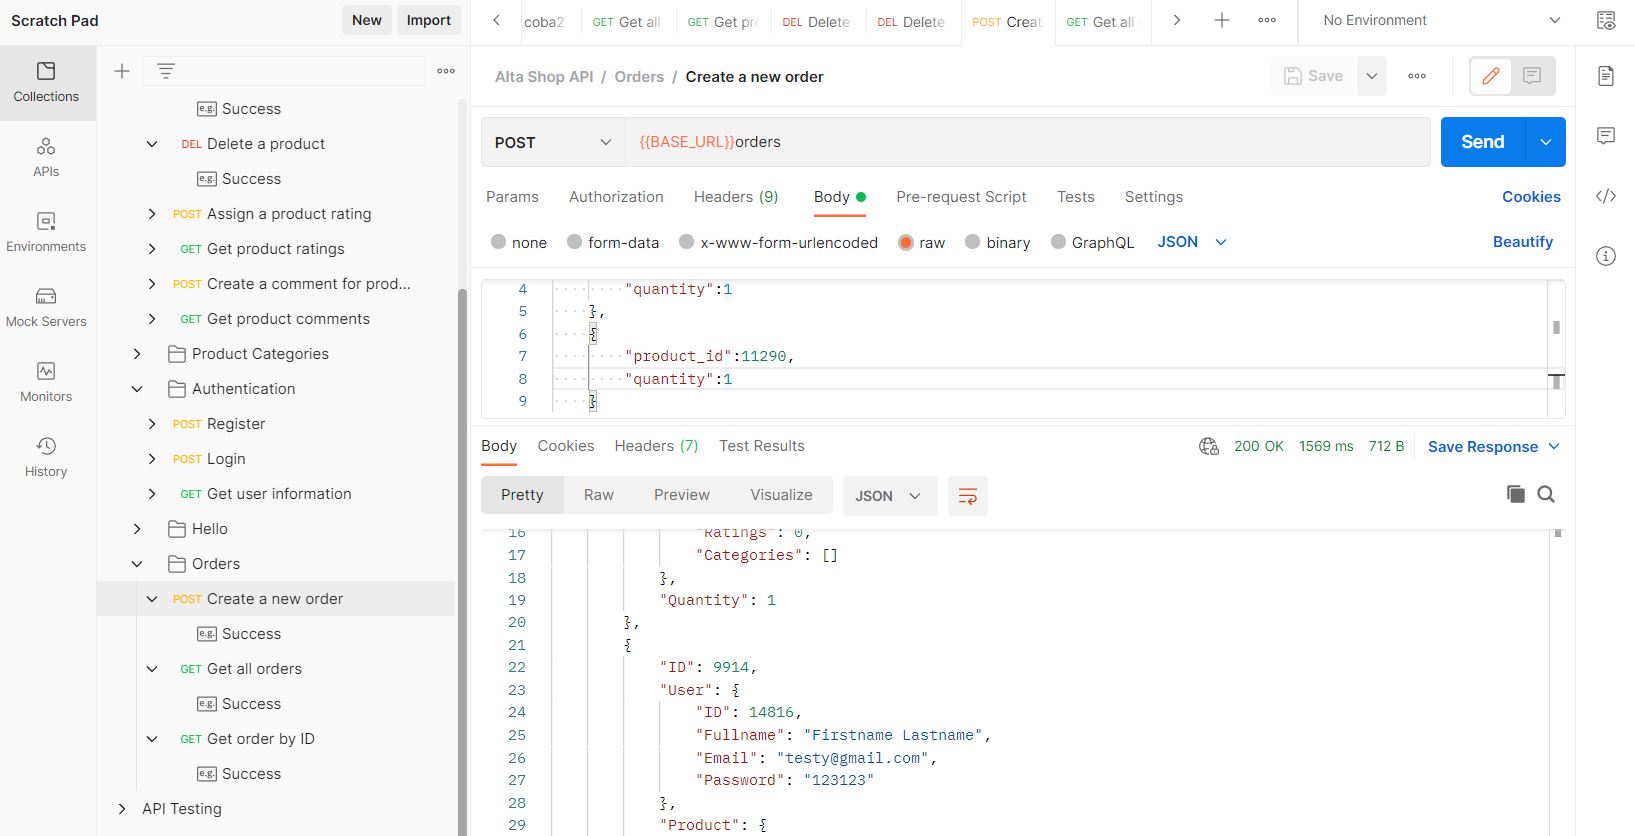 Scratch Pad
New
Import
coba2
GET Get all
GET Get pro
DEL Delete
DEL Delete
POST Creat
GET Get all
No Environment
Collections
APIs
Environments
Mock Servers
Monitors
History
e.g. Success
DEL Delete a product
e.g. Success
POST Assign a product rating
GET Get product ratings
POST Create a comment for prod...
GET Get product comments
Product Categories
Authentication
POST Register
POST Login
GET Get user information
Hello
Orders
POST Create a new order
e.g. Success
GET Get all orders
e.g. Success
GET Get order by ID
e.g. Success
API Testing
Alta Shop API / Orders / Create a new order
Save
POST
{{BASE_URL}}orders
Send
Params Authorization Headers (9) Body Pre-request Script Tests Settings Cookies
none form-data x-www-form-urlencoded raw binary GraphQL JSON Beautify
4 "quantity":1
5 },
6 {
7 "product_id":11290,
8 "quantity":1
9 }
Body Cookies Headers (7) Test Results 200 OK 1569 ms 712 B Save Response
Pretty Raw Preview Visualize JSON
16 "Ratings": 0,
17 "Categories": []
18 },
19 "Quantity": 1
20 },
21 {
22 "ID": 9914,
23 "User": {
24 "ID": 14816,
25 "Fullname": "Firstname Lastname",
26 "Email": "testy@gmail.com",
27 "Password": "123123"
28 },
29 "Product": {